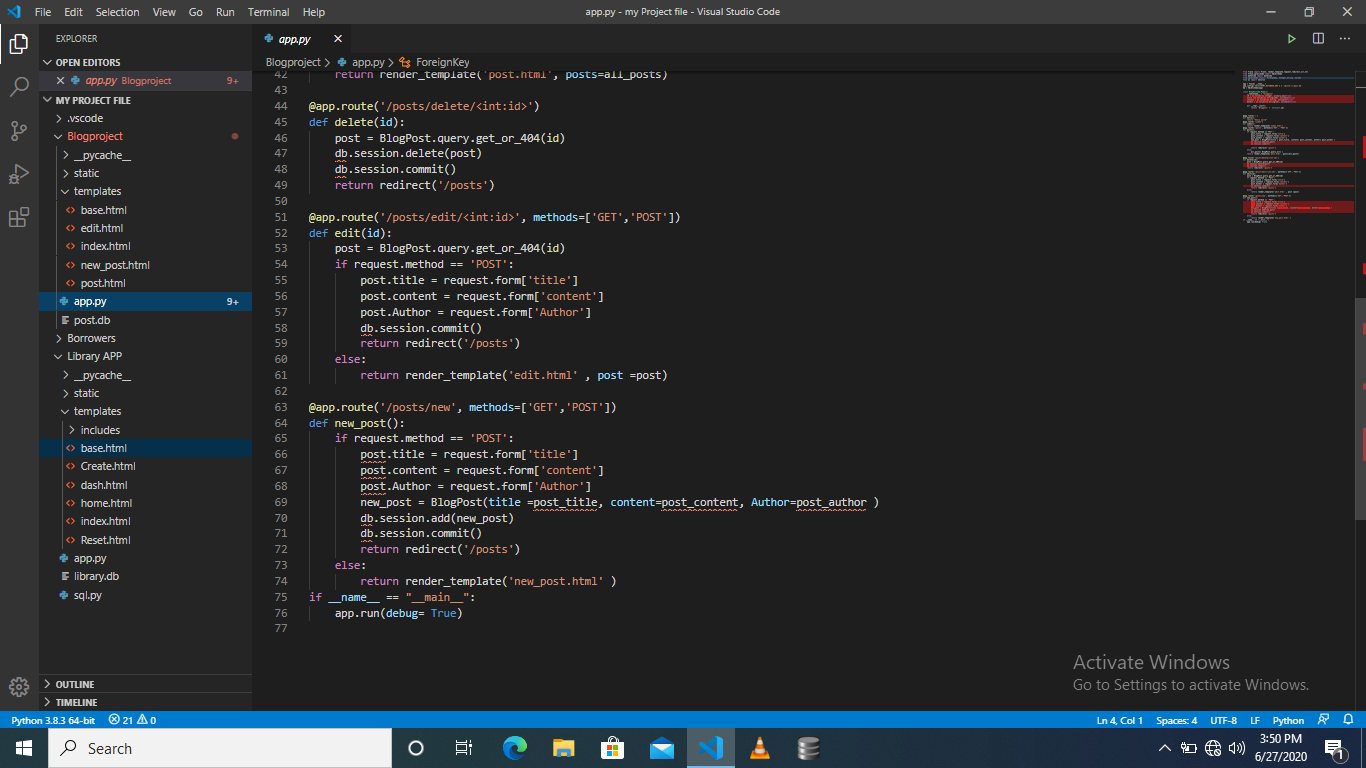 File Edit Selection View Go Run Terminal Help
app.py - my Project file - Visual Studio Code
EXPLORER
OPEN EDITORS
app.py Blogproject 9+
MY PROJECT FILE
.vscode
Blogproject
__pycache__
static
templates
base.html
edit.html
index.html
new_post.html
post.html
app.py 9+
post.db
Borrowers
Library APP
__pycache__
static
templates
includes
base.html
Create.html
dash.html
home.html
index.html
Reset.html
app.py
library.db
sql.py
OUTLINE
TIMELINE
app.py
Blogproject > app.py > ForeignKey
42 return render_template('post.html', posts=all_posts)
43
44 @app.route('/posts/delete/<int:id>')
45 def delete(id):
46 post = BlogPost.query.get_or_404(id)
47 db.session.delete(post)
48 db.session.commit()
49 return redirect('/posts')
50
51 @app.route('/posts/edit/<int:id>', methods=['GET','POST'])
52 def edit(id):
53 post = BlogPost.query.get_or_404(id)
54 if request.method == 'POST':
55 post.title = request.form['title']
56 post.content = request.form['content']
57 post.Author = request.form['Author']
58 db.session.commit()
59 return redirect('/posts')
60 else:
61 return render_template('edit.html' , post =post)
62
63 @app.route('/posts/new', methods=['GET','POST'])
64 def new_post():
65 if request.method == 'POST':
66 post.title = request.form['title']
67 post.content = request.form['content']
68 post.Author = request.form['Author']
69 new_post = BlogPost(title =post_title, content=post_content, Author=post_author )
70 db.session.add(new_post)
71 db.session.commit()
72 return redirect('/posts')
73 else:
74 return render_template('new_post.html' )
75 if __name__ == "__main__":
76 app.run(debug= True)
77
Activate Windows
Go to Settings to activate Windows.
Python 3.8.3 64-bit 21 0
Ln 4, Col 1 Spaces: 4 UTF-8 LF Python
Search
3:50 PM
6/27/2020
1